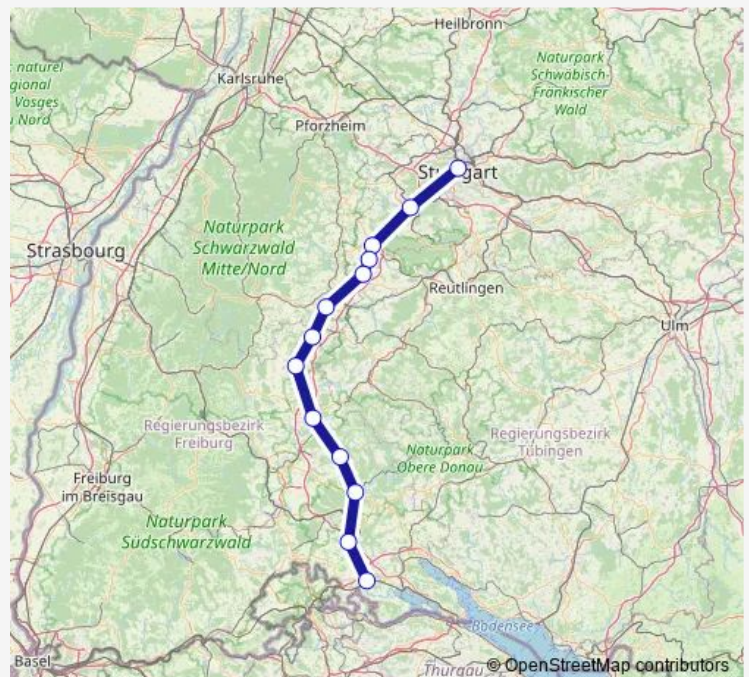 Heilbronn
: naturel
gional
Vosges
u Nord
Karlsruhe
Naturpark
Schwäbisch-
Fränkischer
Wald
Pforzheim
Stuttgart
Naturpark
Schwarzwald
Mitte/Nord
Strasbourg
Reutlingen
Ulm
Regierungsbezirk
Freiburg
Regierungsbezirk
Tübingen
Naturpark
Obere Donau
Freiburg
im Breisgau
Naturpark
Südschwarzwald
Bodensee
Basel
Thurgau
© OpenStreetMap contributors